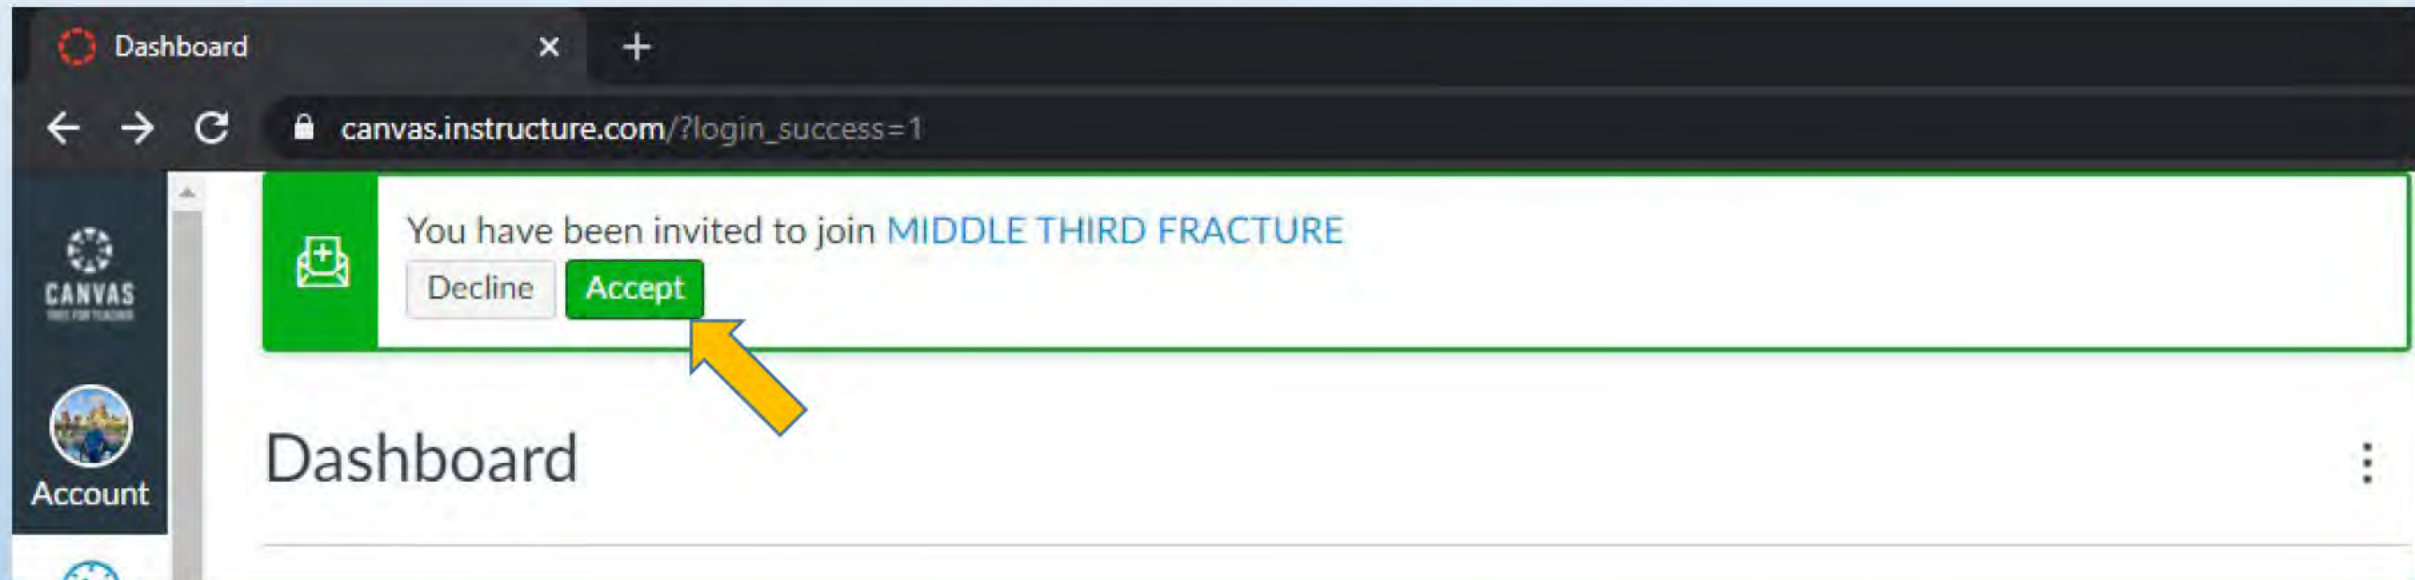 Dashboard
canvas.instructure.com/?login_success=1
CANVAS
You have been invited to join MIDDLE THIRD FRACTURE
Decline
Accept
Account
Dashboard